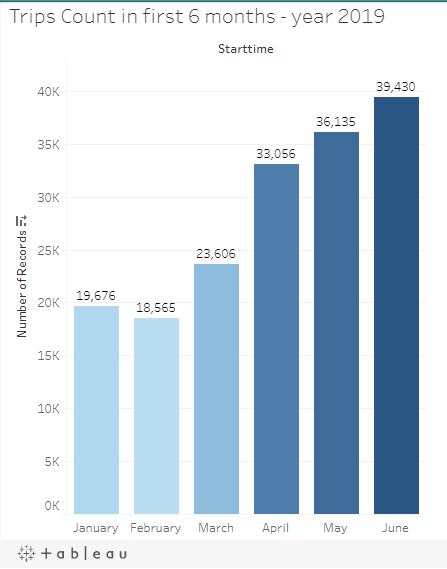 Trips Count in first 6 months - year 2019
Starttime
Number of Records
40K
35K
30K
25K
20K
15K
10K
5K
0K
19,676
18,565
23,606
33,056
36,135
39,430
January February March April May June
+ a b | e a u